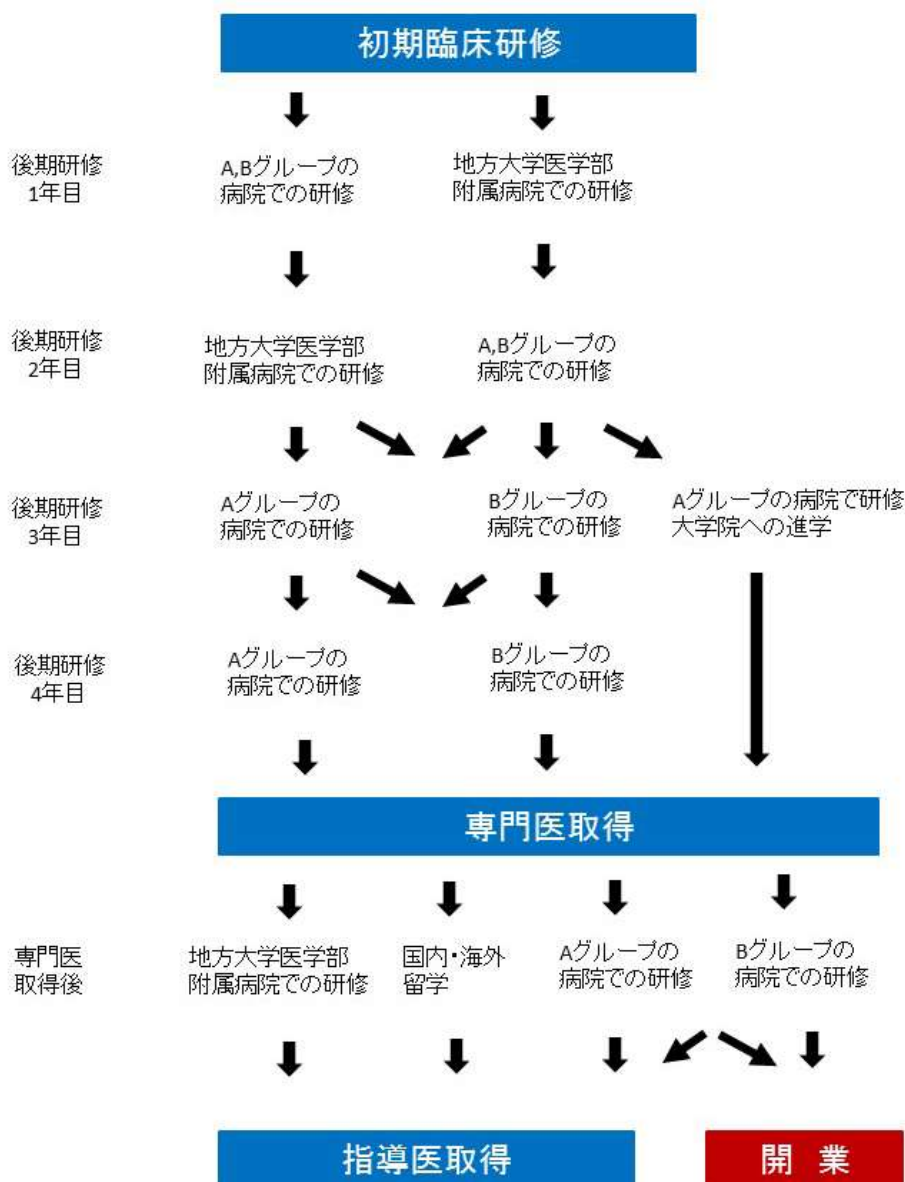 初期臨床研修
後期研修
1年目
A,Bグループの
病院での研修
地方大学医学部
附属病院での研修
後期研修
2年目
地方大学医学部
附属病院での研修
A,Bグループの
病院での研修
後期研修
3年目
Aグループの
病院での研修
Bグループの
病院での研修
Aグループの病院で研修
大学院への進学
後期研修
4年目
Aグループの
病院での研修
Bグループの
病院での研修
専門医取得
専門医
取得後
地方大学医学部
附属病院での研修
国内・海外
留学
Aグループの
病院での研修
Bグループの
病院での研修
指導医取得
開 業